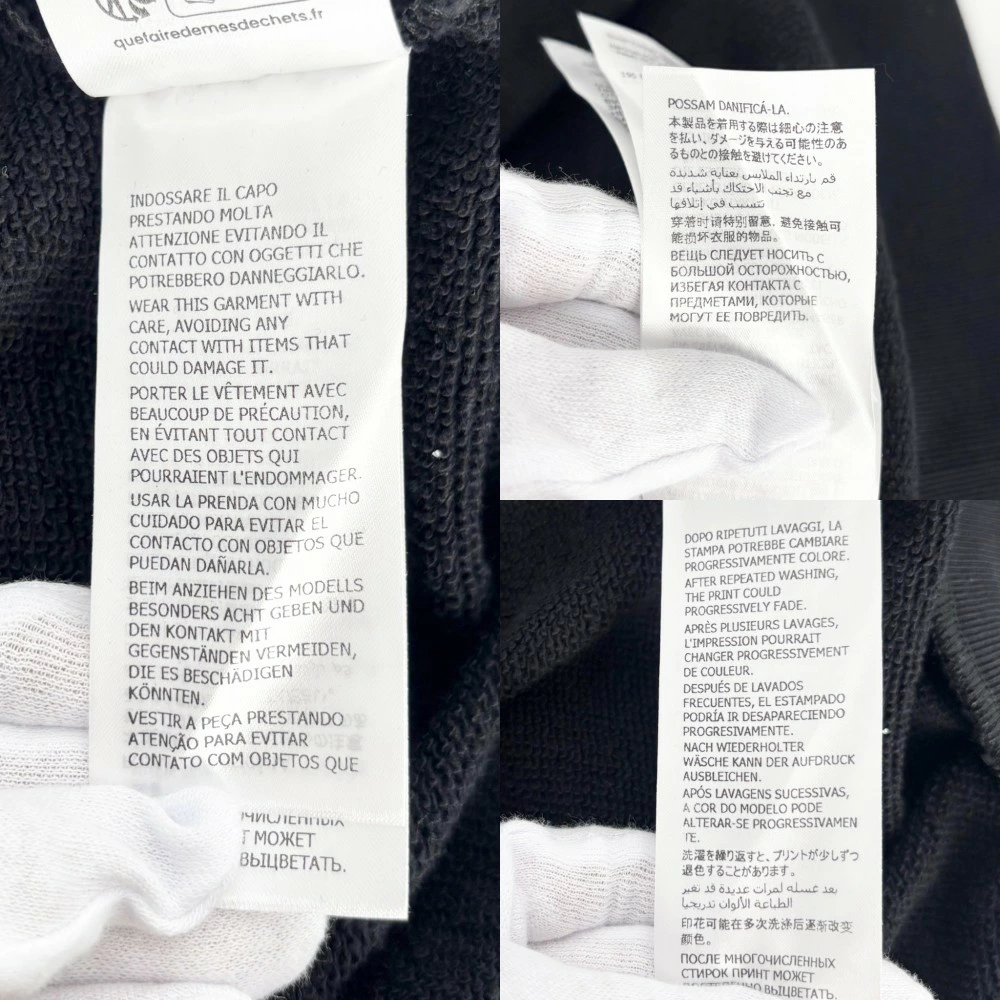 quefairedemesdechets.fr
INDOSSARE IL CAPO
PRESTANDO MOLTA
ATTENZIONE EVITANDO IL
CONTATTO CON OGGETTI CHE
POTREBBERO DANNEGGIARLO.
WEAR THIS GARMENT WITH
CARE, AVOIDING ANY
CONTACT WITH ITEMS THAT
COULD DAMAGE IT.
PORTER LE VÊTEMENT AVEC
BEAUCOUP DE PRÉCAUTION,
EN ÉVITANT TOUT CONTACT
AVEC DES OBJETS QUI
POURRAIENT L'ENDOMMAGER.
USAR LA PRENDA CON MUCHO
CUIDADO PARA EVITAR EL
CONTACTO CON OBJETOS QUE
PUEDAN DAÑARLA.
BEIM ANZIEHEN DES MODELLS
BESONDERS ACHT GEBEN UND
DEN KONTAKT MIT
GEGENSTÄNDEN VERMEIDEN,
DIE ES BESCHÄDIGEN
KÖNNTEN.
VESTIR A PEÇA PRESTANDO
ATENÇÃO PARA EVITAR
CONTATO COM OBJETOS QUE
МОЖЕТ
ВЫЦВЕТАТЬ.
POSSAM DANIFICÁ-LA.
本製品を着用する際は細心の注意
を払い、ダメージを与える可能性のあ
るものとの接触を避けてください。
قم بارتداء الملابس بعناية شديدة
مع تجنب الاحتكاك بأشياء قد
تتسبب في إتلافها
穿着时请特别留意，避免接触可
能损坏衣服的物品。
ВЕЩЬ СЛЕДУЕТ НОСИТЬ С
БОЛЬШОЙ ОСТОРОЖНОСТЬЮ,
ИЗБЕГАЯ КОНТАКТА С
ПРЕДМЕТАМИ, КОТОРЫЕ
МОГУТ ЕЕ ПОВРЕДИТЬ.
DOPO RIPETUTI LAVAGGI, LA
STAMPA POTREBBE CAMBIARE
PROGRESSIVAMENTE COLORE.
AFTER REPEATED WASHING,
THE PRINT COULD
PROGRESSIVELY FADE.
APRÈS PLUSIEURS LAVAGES,
L'IMPRESSION POURRAIT
CHANGER PROGRESSIVEMENT
DE COULEUR.
DESPUÉS DE LAVADOS
FRECUENTES, EL ESTAMPADO
PODRÍA IR DESAPARECIENDO
PROGRESIVAMENTE.
NACH WIEDERHOLTER
WÄSCHE KANN DER AUFDRUCK
AUSBLEICHEN.
APÓS LAVAGENS SUCESSIVAS,
A COR DO MODELO PODE
ALTERAR-SE PROGRESSIVAMEN
TE.
洗濯を繰り返すと、プリントが少しずつ
退色することがあります。
بعد غسله لمرات عديدة قد تغير
الطباعة الألوان تدريجيا
印花可能在多次洗涤后逐渐改变
颜色。
ПОСЛЕ МНОГОЧИСЛЕННЫХ
СТИРОК ПРИНТ МОЖЕТ
ВЫЦВЕТАТЬ.